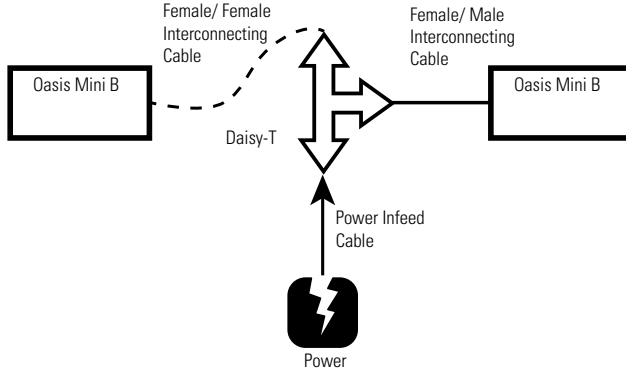 Female/ Female
Interconnecting
Cable
Female/ Male
Interconnecting
Cable
Oasis Mini B
Oasis Mini B
Daisy-T
Power Infeed
Cable
Power